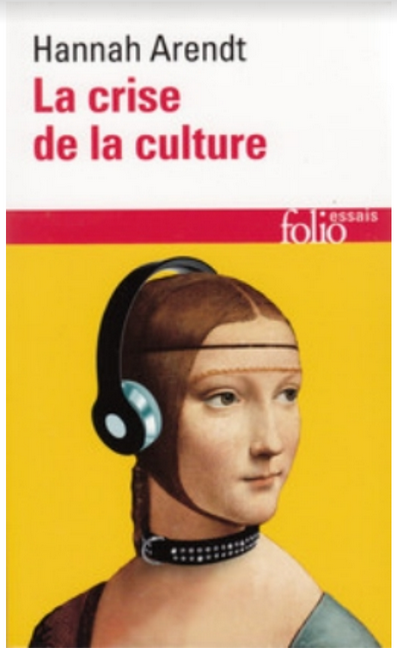 Hannah Arendt
La crise
de la culture
folio essais